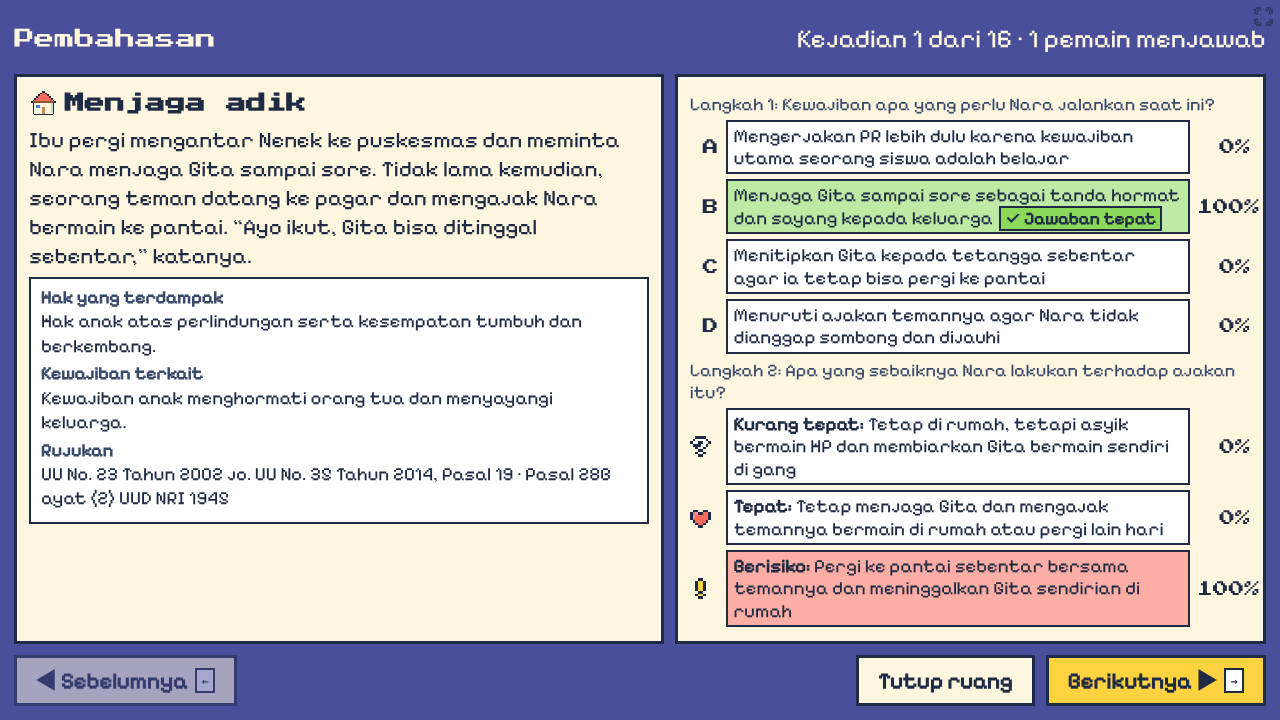 Pembahasan
Kejadian 1 dari 16 · 1 pemain menjawab
Menjaga adik
Ibu pergi mengantar Nenek ke puskesmas dan meminta
Nara menjaga Gita sampai sore. Tidak lama kemudian,
seorang teman datang ke pagar dan mengajak Nara
bermain ke pantai. "Ayo ikut, Gita bisa ditinggal
sebentar," katanya.
Hak yang terdampak
Hak anak atas perlindungan serta kesempatan tumbuh dan
berkembang.
Kewajiban terkait
Kewajiban anak menghormati orang tua dan menyayangi
keluarga.
Rujukan
UU No. 23 Tahun 2002 jo. UU No. 35 Tahun 2014, Pasal 19 · Pasal 28B
ayat (2) UUD NRI 1945
Langkah 1: Kewajiban apa yang perlu Nara jalankan saat ini?
A
Mengerjakan PR lebih dulu karena kewajiban
utama seorang siswa adalah belajar
0%
B
Menjaga Gita sampai sore sebagai tanda hormat
dan sayang kepada keluarga ✓ Jawaban tepat
100%
C
Menitipkan Gita kepada tetangga sebentar
agar ia tetap bisa pergi ke pantai
0%
D
Menuruti ajakan temannya agar Nara tidak
dianggap sombong dan dijauhi
0%
Langkah 2: Apa yang sebaiknya Nara lakukan terhadap ajakan
itu?
Kurang tepat: Tetap di rumah, tetapi asyik
bermain HP dan membiarkan Gita bermain sendiri
di gang
0%
Tepat: Tetap menjaga Gita dan mengajak
temannya bermain di rumah atau pergi lain hari
0%
Berisiko: Pergi ke pantai sebentar bersama
temannya dan meninggalkan Gita sendirian di
rumah
100%
◀ Sebelumnya ←
Tutup ruang
Berikutnya ▶ →